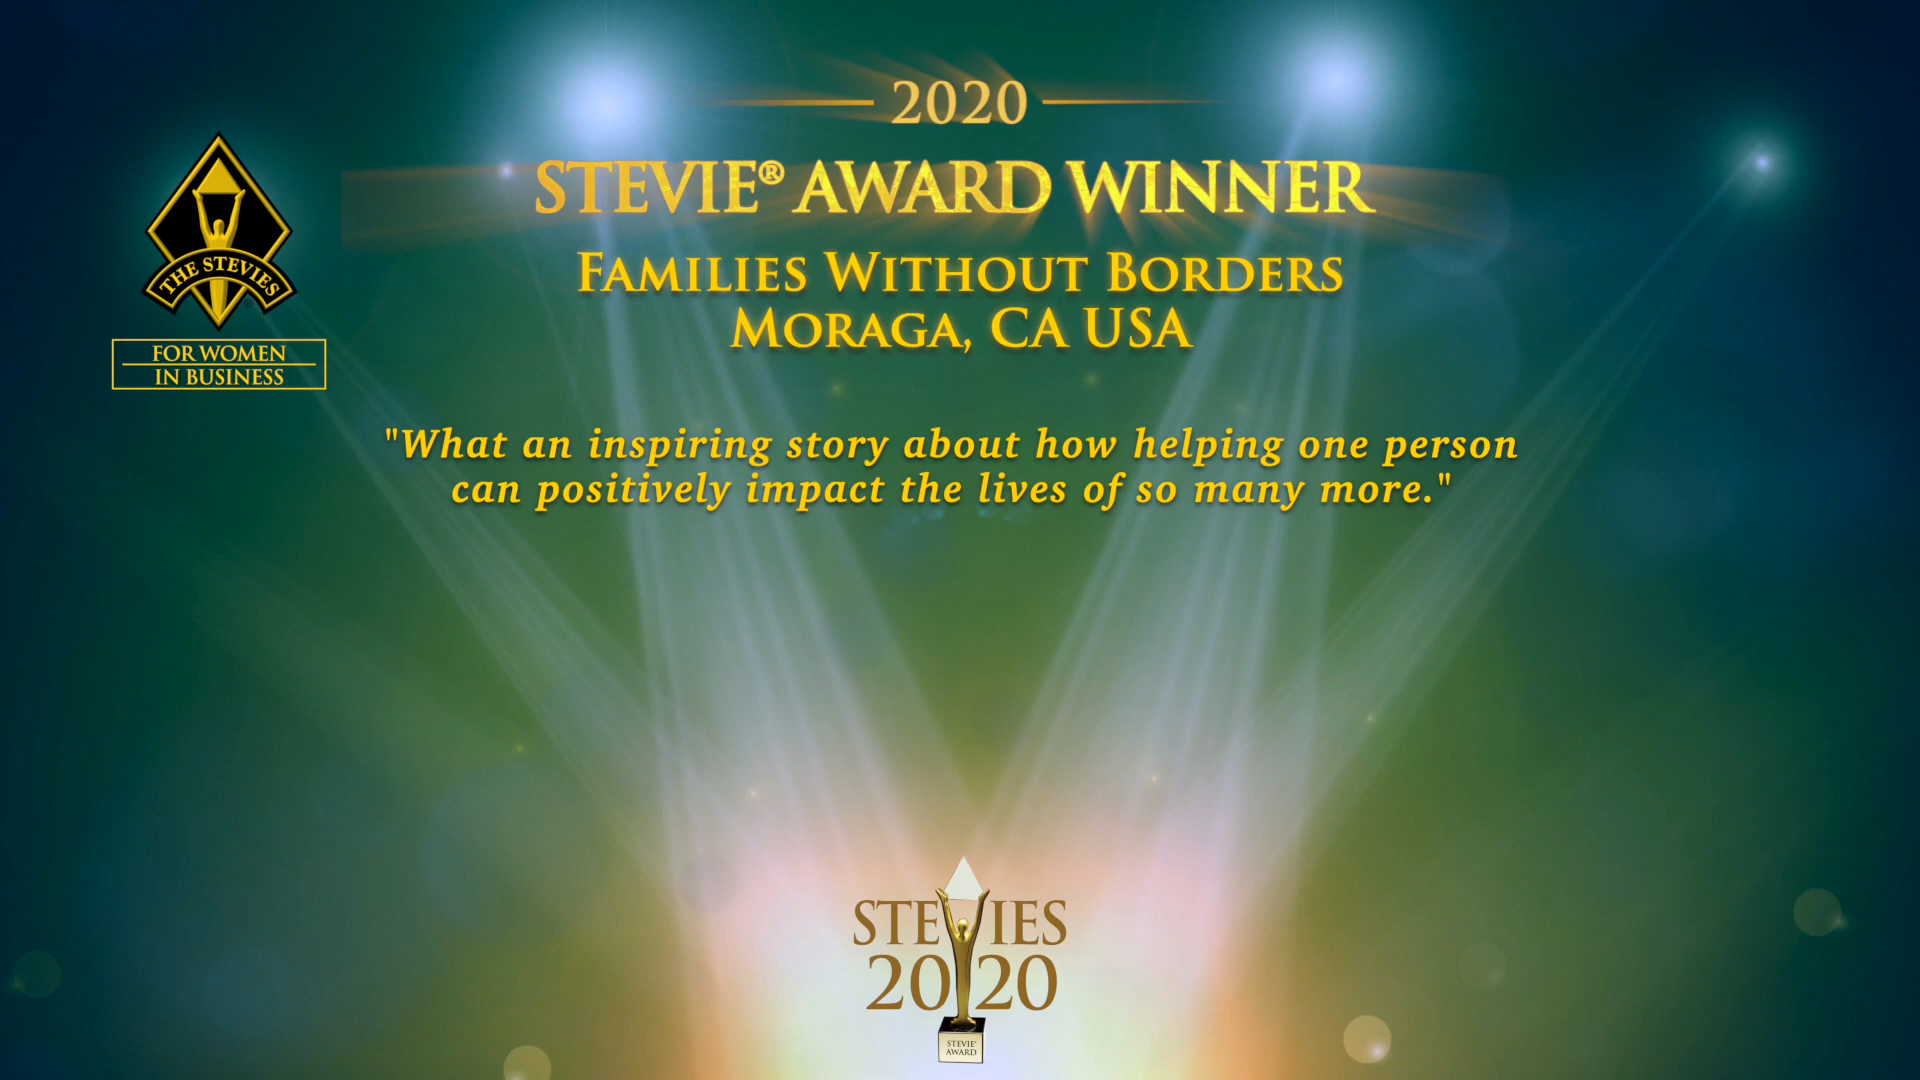 2020
STEVIE® AWARD WINNER
FAMILIES WITHOUT BORDERS
MORAGA, CA USA
THE STEVIES
®
FOR WOMEN
IN BUSINESS
"What an inspiring story about how helping one person
can positively impact the lives of so many more."
STEVIES
2020
STEVIE®
AWARD